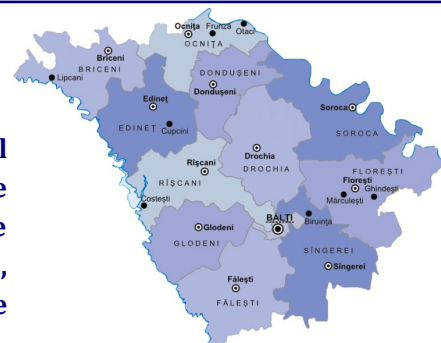 Ocnița Frunza
Otaci
OCNIȚA
Briceni
BRICENI
Lipcani
DONDUȘENI
Dondușeni
Edineț
Cupcini
EDINEȚ
Soroca
SOROCA
Drochia
DROCHIA
Rîșcani
RÎȘCANI
Costești
FLOREȘTI
Florești
Ghindești
Mărculești
BĂLȚI
Biruința
Glodeni
GLODENI
SÎNGEREI
Sîngerei
Fălești
FĂLEȘTI
l
e
e
,
e